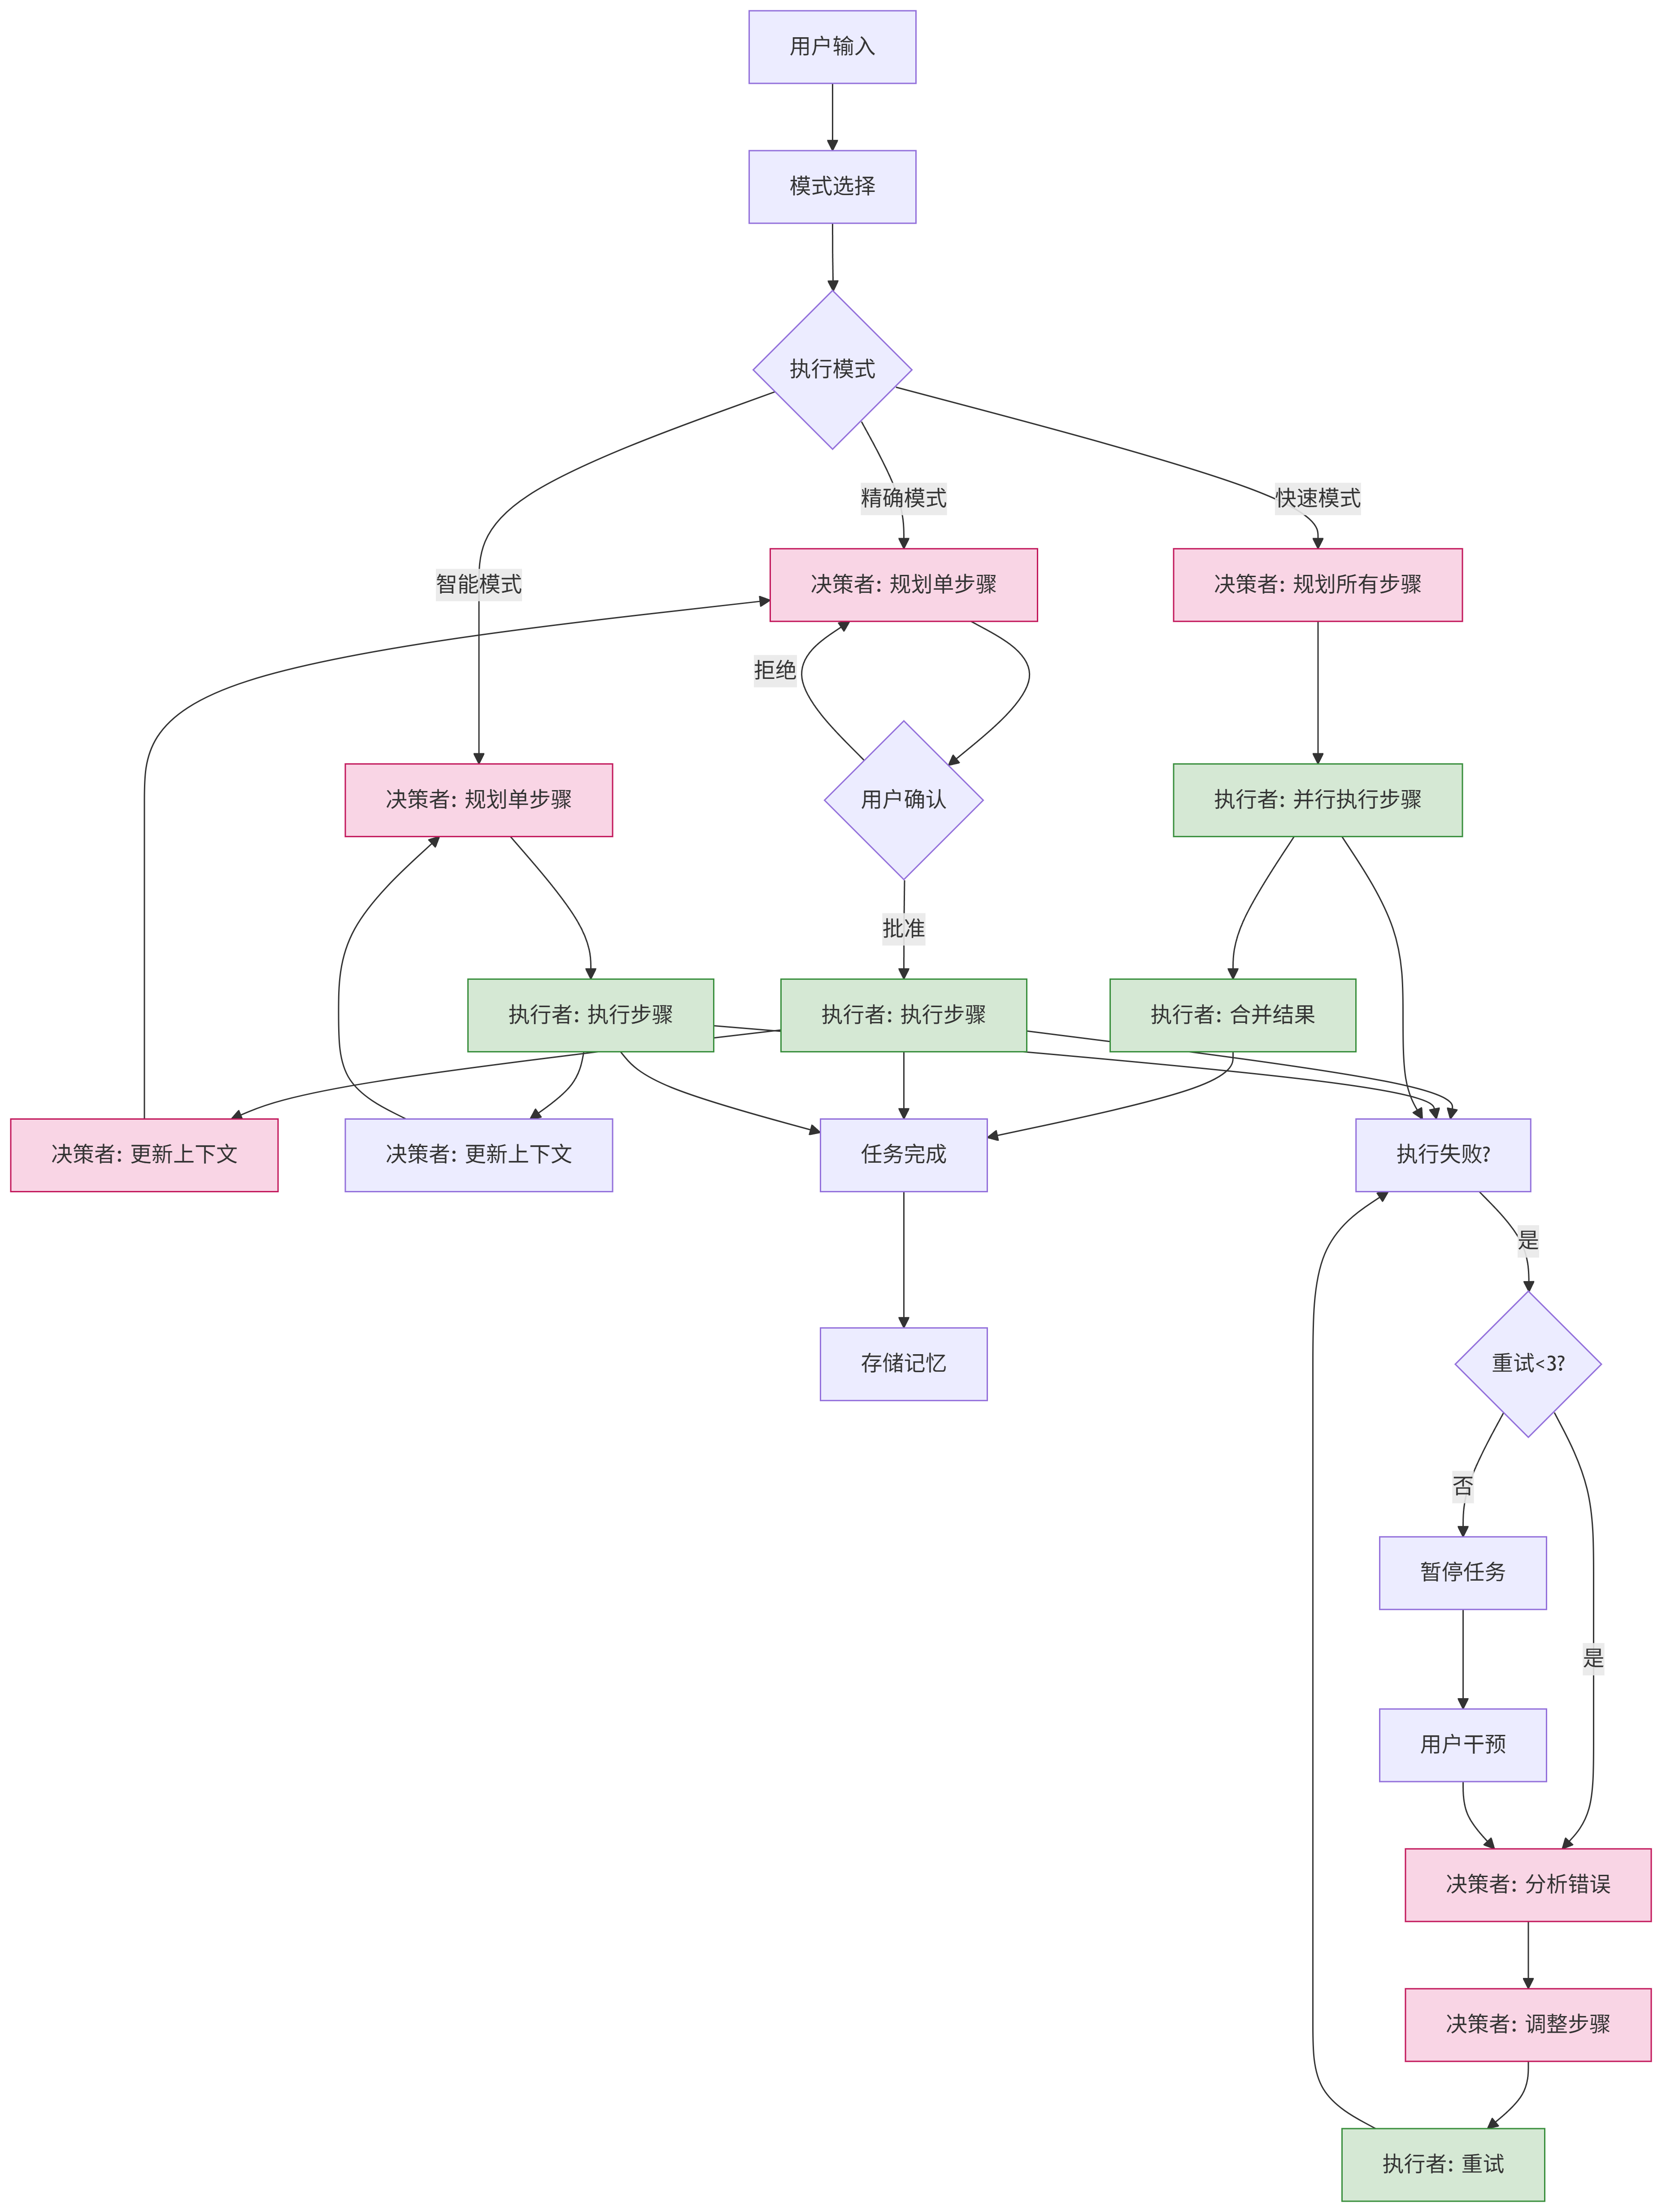 用户输入
模式选择
执行模式
精确模式
快速模式
智能模式
决策者: 规划单步骤
决策者: 规划所有步骤
拒绝
决策者: 规划单步骤
用户确认
执行者: 并行执行步骤
批准
执行者: 执行步骤
执行者: 执行步骤
执行者: 合并结果
决策者: 更新上下文
决策者: 更新上下文
任务完成
执行失败?
是
存储记忆
重试<3?
否
暂停任务
是
用户干预
决策者: 分析错误
决策者: 调整步骤
执行者: 重试